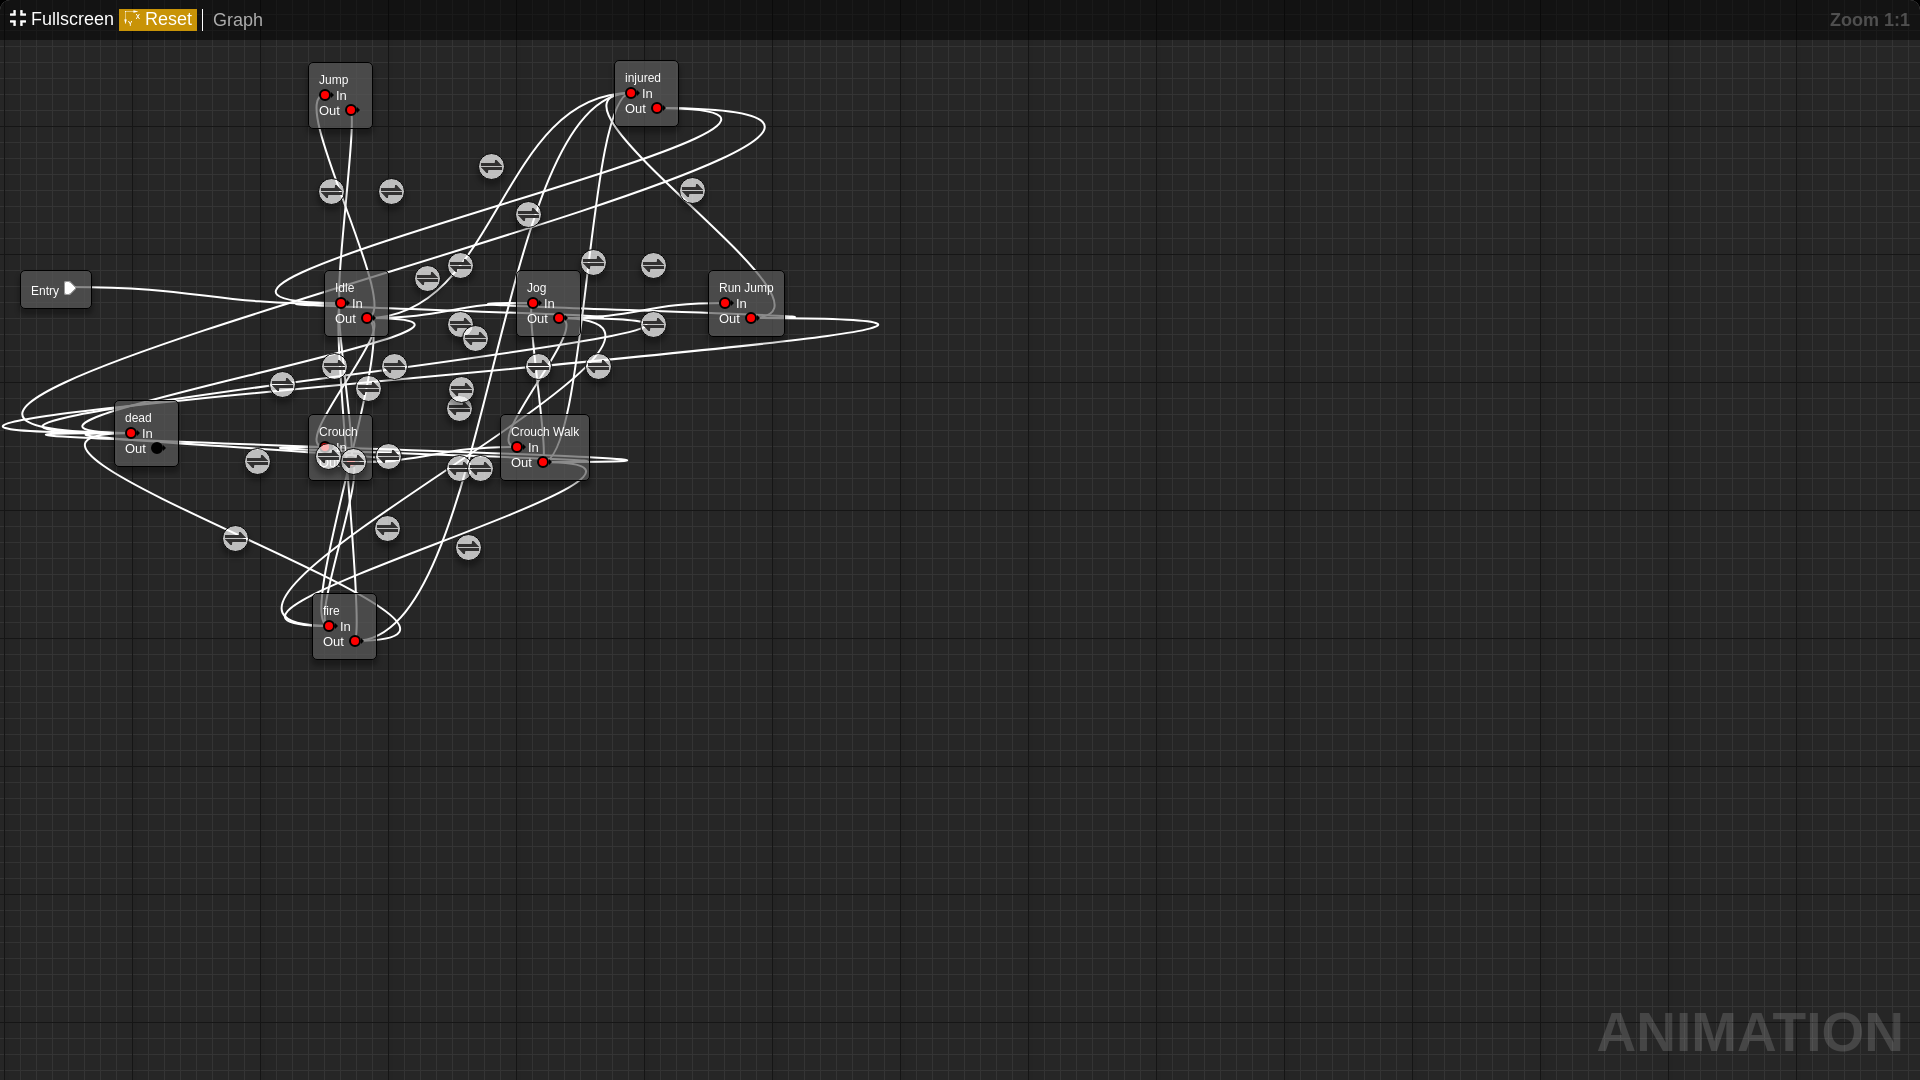 Fullscreen Reset Graph Zoom 1:1
Jump
In
Out
injured
In
Out
Entry
Idle
In
Out
Jog
In
Out
Run Jump
In
Out
dead
In
Out
Crouch
In
Out
Crouch Walk
In
Out
fire
In
Out
ANIMATION